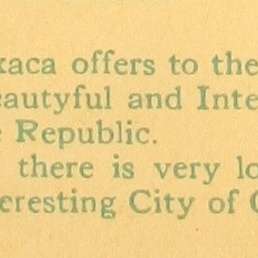 xaca offers to the
eautyful and Inte
e Republic.
there is very lo
eresting City of